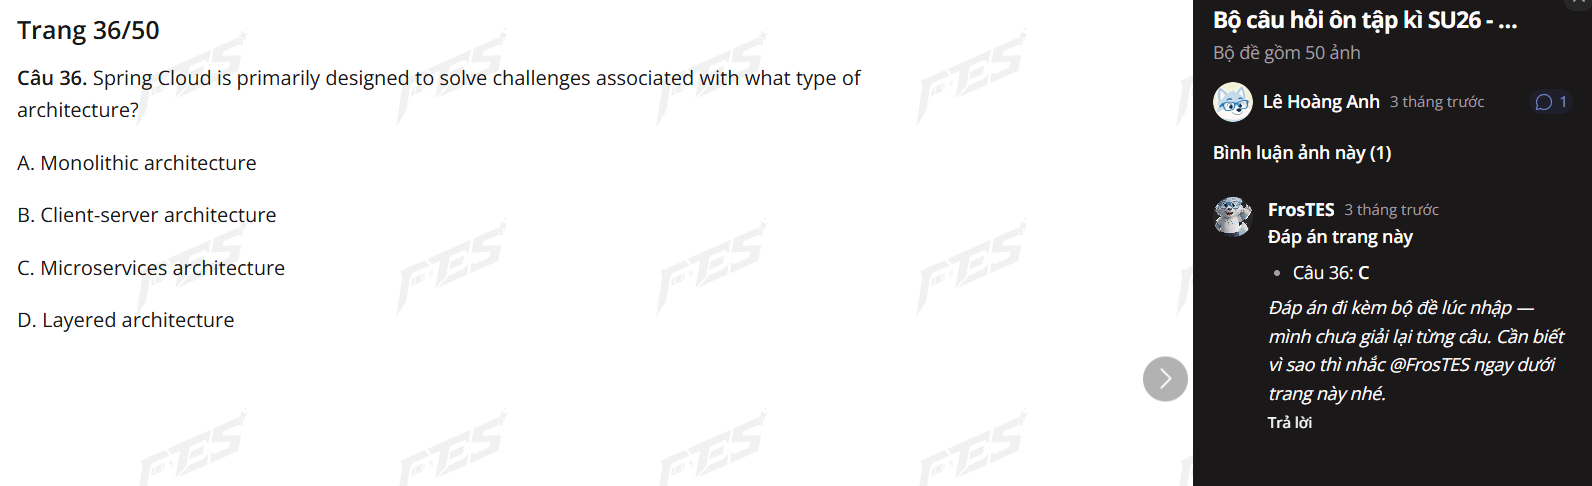 Trang 36/50
Câu 36. Spring Cloud is primarily designed to solve challenges associated with what type of
architecture?
A. Monolithic architecture
B. Client-server architecture
C. Microservices architecture
D. Layered architecture
Bộ câu hỏi ôn tập kì SU26 - ...
Bộ đề gồm 50 ảnh
Lê Hoàng Anh 3 tháng trước 1
Bình luận ảnh này (1)
FrosTES 3 tháng trước
Đáp án trang này
• Câu 36: C
Đáp án đi kèm bộ đề lúc nhập —
mình chưa giải lại từng câu. Cần biết
vì sao thì nhắc @FrosTES ngay dưới
trang này nhé.
Trả lời
FES